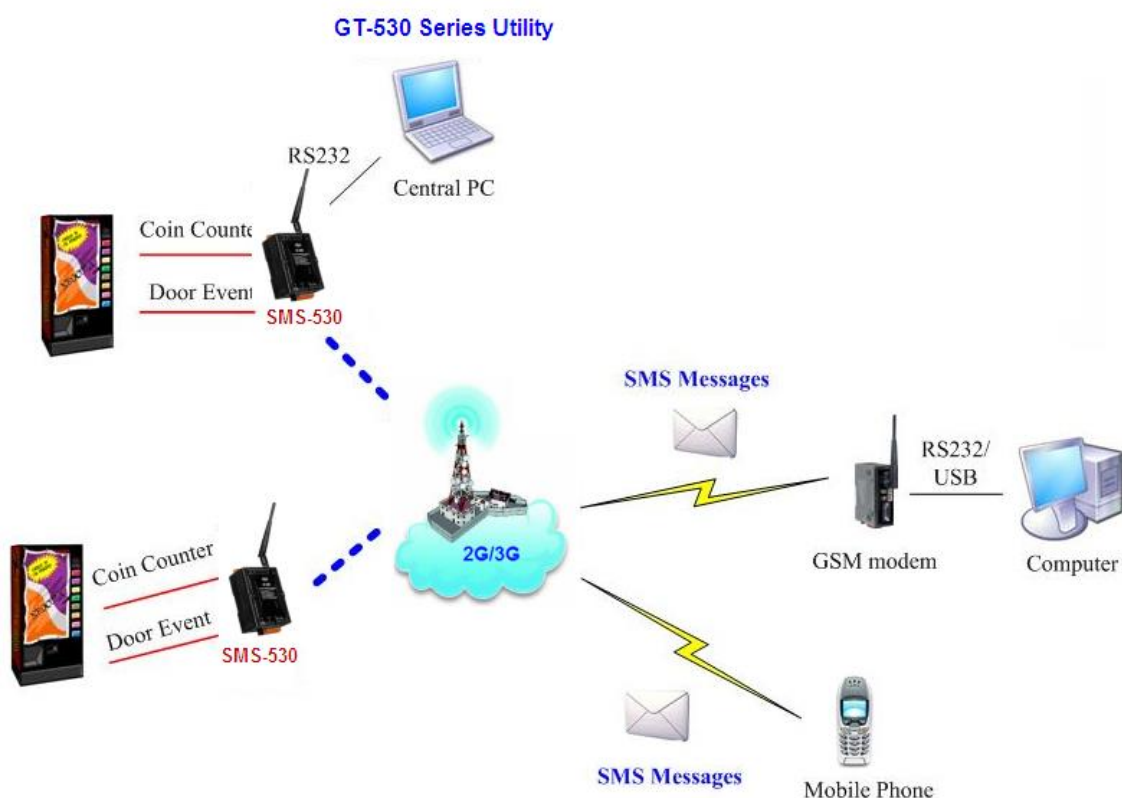 GT-530 Series Utility
RS232
Central PC
Coin Counte
Door Event
SMS-530
SMS Messages
RS232/
USB
2G/3G
GSM modem
Computer
Coin Counter
Door Event
SMS-530
SMS Messages
Mobile Phone